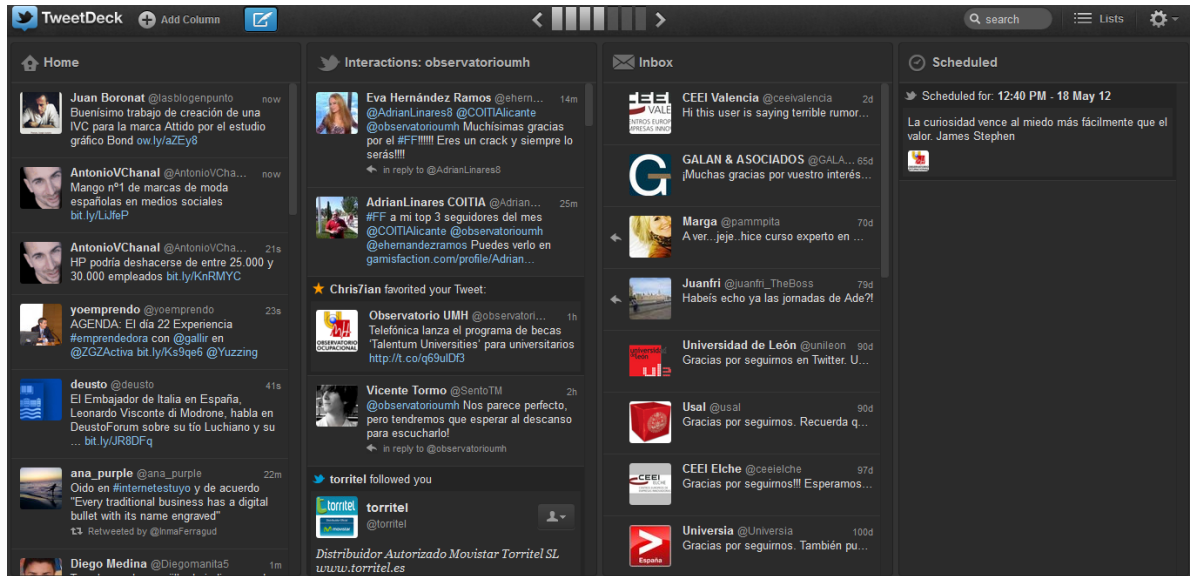 TweetDeck
Add Column
search
Lists
Home
Juan Boronat @lasblogenpunto now
Buenísimo trabajo de creación de una
IVC para la marca Attido por el estudio
gráfico Bond ow.ly/aZEy8
AntonioVChanal @AntonioVCha... now
Mango nº1 de marcas de moda
españolas en medios sociales
bit.ly/LiJfeP
AntonioVChanal @AntonioVCha... 21s
HP podría deshacerse de entre 25.000 y
30.000 empleados bit.ly/KnRMYC
yoemprendo @yoemprendo 23s
AGENDA: El día 22 Experiencia
#emprendedora con @gallir en
@ZGZActiva bit.ly/Ks9qe6 @Yuzzing
deusto @deusto 41s
El Embajador de Italia en España,
Leonardo Visconte di Modrone, habla en
DeustoForum sobre su tío Luchiano y su
... bit.ly/JR8DFq
ana_purple @ana_purple 22m
Oido en #internetestuyo y de acuerdo
"Every traditional business has a digital
bullet with its name engraved"
Retweeted by @InmaFerragud
Diego Medina @Diegomanita5 1m
Interactions: observatorioumh
Eva Hernández Ramos @ehern... 14m
@AdrianLinares8 @COITIAlicante
@observatorioumh Muchísimas gracias
por el #FF!!!!!! Eres un crack y siempre lo
serás!!!!
in reply to @AdrianLinares8
AdrianLinares COITIA @Adrian... 25m
#FF a mi top 3 seguidores del mes
@COITIAlicante @observatorioumh
@ehernandezramos Puedes verlo en
gamisfaction.com/profile/Adrian...
Chris7ian favorited your Tweet:
Observatorio UMH @observatori... 1h
Telefónica lanza el programa de becas
'Talentum Universities' para universitarios
http://t.co/q69ulDf3
OBSERVATORIO
OCUPACIONAL
Vicente Tormo @SentoTM 2h
@observatorioumh Nos parece perfecto,
pero tendremos que esperar al descanso
para escucharlo!
in reply to @observatorioumh
torritel followed you
torritel
torritel
@torritel
movistar
Distribuidor Autorizado Movistar Torritel SL
www.torritel.es
Inbox
CEEI Valencia @ceeivalencia 2d
Hi this user is saying terrible rumor...
GALAN & ASOCIADOS @GALA... 65d
¡Muchas gracias por vuestro interés...
G
Marga @pammpita 70d
A ver...jeje..hice curso experto en ...
Juanfri @juanfri_TheBoss 79d
Habeís echo ya las jornadas de Ade?!
Universidad de León @unileon 90d
Gracias por seguirnos en Twitter. U...
universidad
de león
ule
Usal @usal 90d
Gracias por seguirnos. Recuerda q...
CEEI Elche @ceeielche 97d
Gracias por seguirnos!!! Esperamos...
CEEI
Universia @Universia 100d
Gracias por seguirnos. También pu...
España
Scheduled
Scheduled for: 12:40 PM - 18 May 12
La curiosidad vence al miedo más fácilmente que el
valor. James Stephen